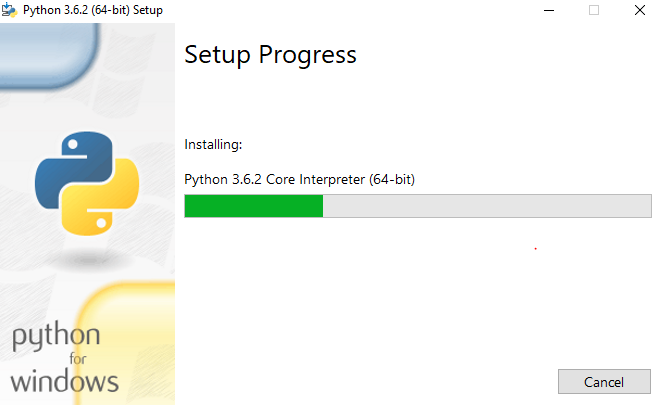 Python 3.6.2 (64-bit) Setup
Setup Progress
Installing:
Python 3.6.2 Core Interpreter (64-bit)
python
for
windows
Cancel